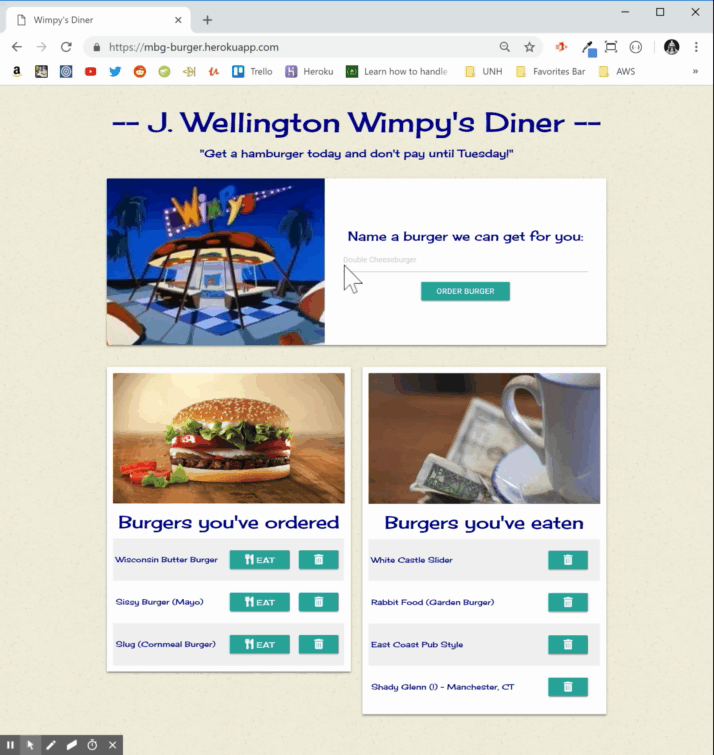 Wimpy's Diner
https://mbg-burger.herokuapp.com
Trello
Heroku
Learn how to handle
UNH
Favorites Bar
AWS
-- J. Wellington Wimpy's Diner --
"Get a hamburger today and don't pay until Tuesday!"
Wimpy
Name a burger we can get for you:
Double Cheeseburger
ORDER BURGER
Burgers you've ordered
Wisconsin Butter Burger EAT
Sissy Burger (Mayo) EAT
Slug (Cornmeal Burger) EAT
Burgers you've eaten
White Castle Slider
Rabbit Food (Garden Burger)
East Coast Pub Style
Shady Glenn (!) - Manchester, CT